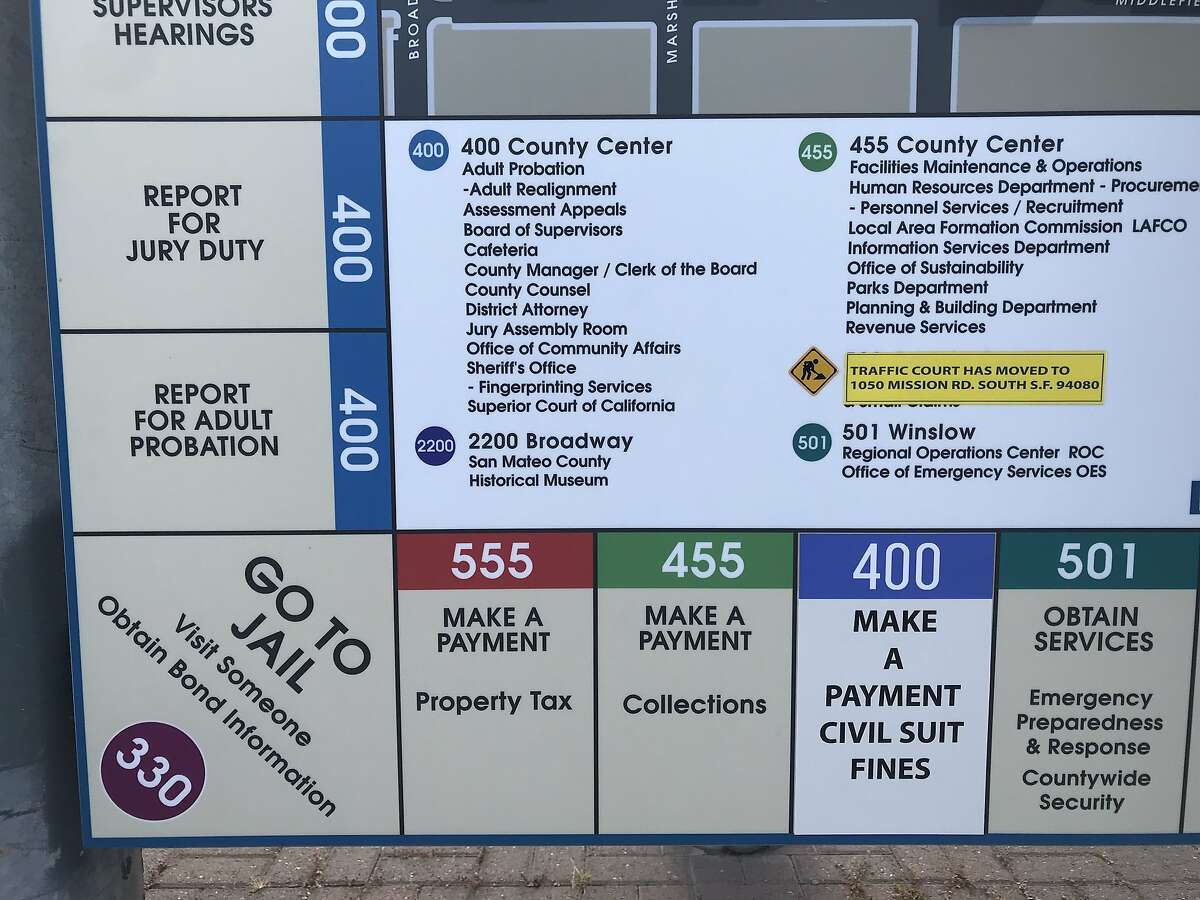 SUPERVISORS
HEARINGS
400
BROAD
MARSH
REPORT
FOR
JURY DUTY
400
REPORT
FOR ADULT
PROBATION
400
400 400 County Center
Adult Probation
-Adult Realignment
Assessment Appeals
Board of Supervisors
Cafeteria
County Manager / Clerk of the Board
County Counsel
District Attorney
Jury Assembly Room
Office of Community Affairs
Sheriff's Office
- Fingerprinting Services
Superior Court of California
2200 2200 Broadway
San Mateo County
Historical Museum
455 455 County Center
Facilities Maintenance & Operations
Human Resources Department - Procureme
- Personnel Services / Recruitment
Local Area Formation Commission LAFCO
Information Services Department
Office of Sustainability
Parks Department
Planning & Building Department
Revenue Services
TRAFFIC COURT HAS MOVED TO
1050 MISSION RD. SOUTH S.F. 94080
& Small Claims
501 501 Winslow
Regional Operations Center ROC
Office of Emergency Services OES
GO TO
JAIL
Visit Someone
Obtain Bond Information
330
555
MAKE A
PAYMENT
Property Tax
455
MAKE A
PAYMENT
Collections
400
MAKE
A
PAYMENT
CIVIL SUIT
FINES
501
OBTAIN
SERVICES
Emergency
Preparedness
& Response
Countywide
Security